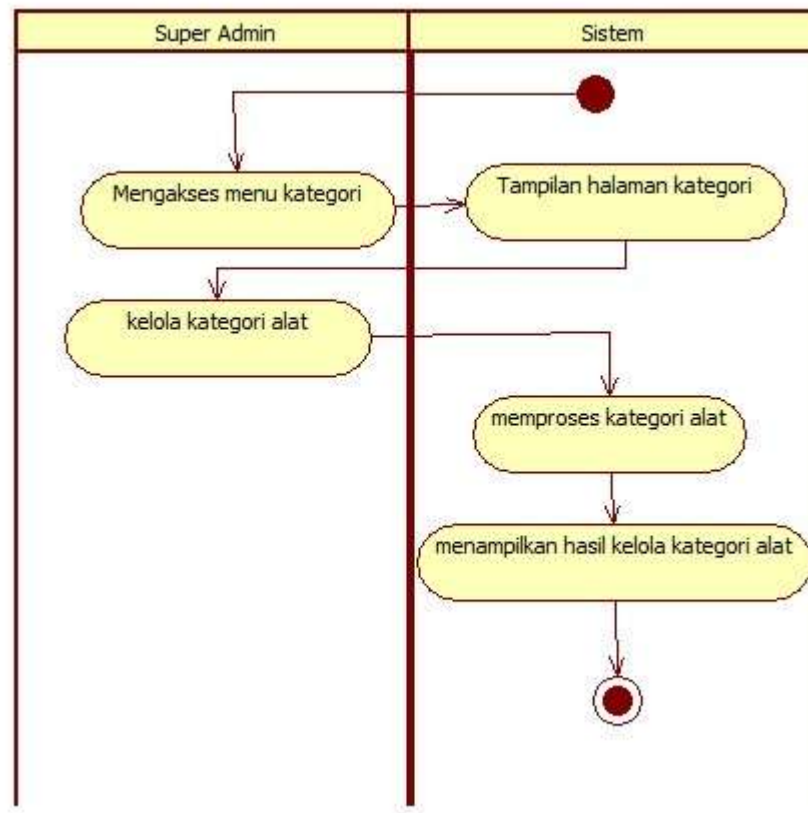 Super Admin
Sistem
Mengakses menu kategori
Tampilan halaman kategori
kelola kategori alat
memproses kategori alat
menampilkan hasil kelola kategori alat